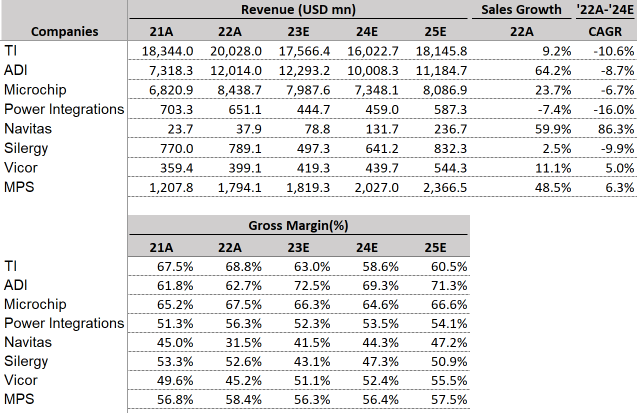 Revenue (USD mn) Sales Growth '22A-'24E
Companies 21A 22A 23E 24E 25E 22A CAGR
TI 18,344.0 20,028.0 17,566.4 16,022.7 18,145.8 9.2% -10.6%
ADI 7,318.3 12,014.0 12,293.2 10,008.3 11,184.7 64.2% -8.7%
Microchip 6,820.9 8,438.7 7,987.6 7,348.1 8,086.9 23.7% -6.7%
Power Integrations 703.3 651.1 444.7 459.0 587.3 -7.4% -16.0%
Navitas 23.7 37.9 78.8 131.7 236.7 59.9% 86.3%
Silergy 770.0 789.1 497.3 641.2 832.3 2.5% -9.9%
Vicor 359.4 399.1 419.3 439.7 544.3 11.1% 5.0%
MPS 1,207.8 1,794.1 1,819.3 2,027.0 2,366.5 48.5% 6.3%
Gross Margin(%)
21A 22A 23E 24E 25E
TI 67.5% 68.8% 63.0% 58.6% 60.5%
ADI 61.8% 62.7% 72.5% 69.3% 71.3%
Microchip 65.2% 67.5% 66.3% 64.6% 66.6%
Power Integrations 51.3% 56.3% 52.3% 53.5% 54.1%
Navitas 45.0% 31.5% 41.5% 44.3% 47.2%
Silergy 53.3% 52.6% 43.1% 47.3% 50.9%
Vicor 49.6% 45.2% 51.1% 52.4% 55.5%
MPS 56.8% 58.4% 56.3% 56.4% 57.5%